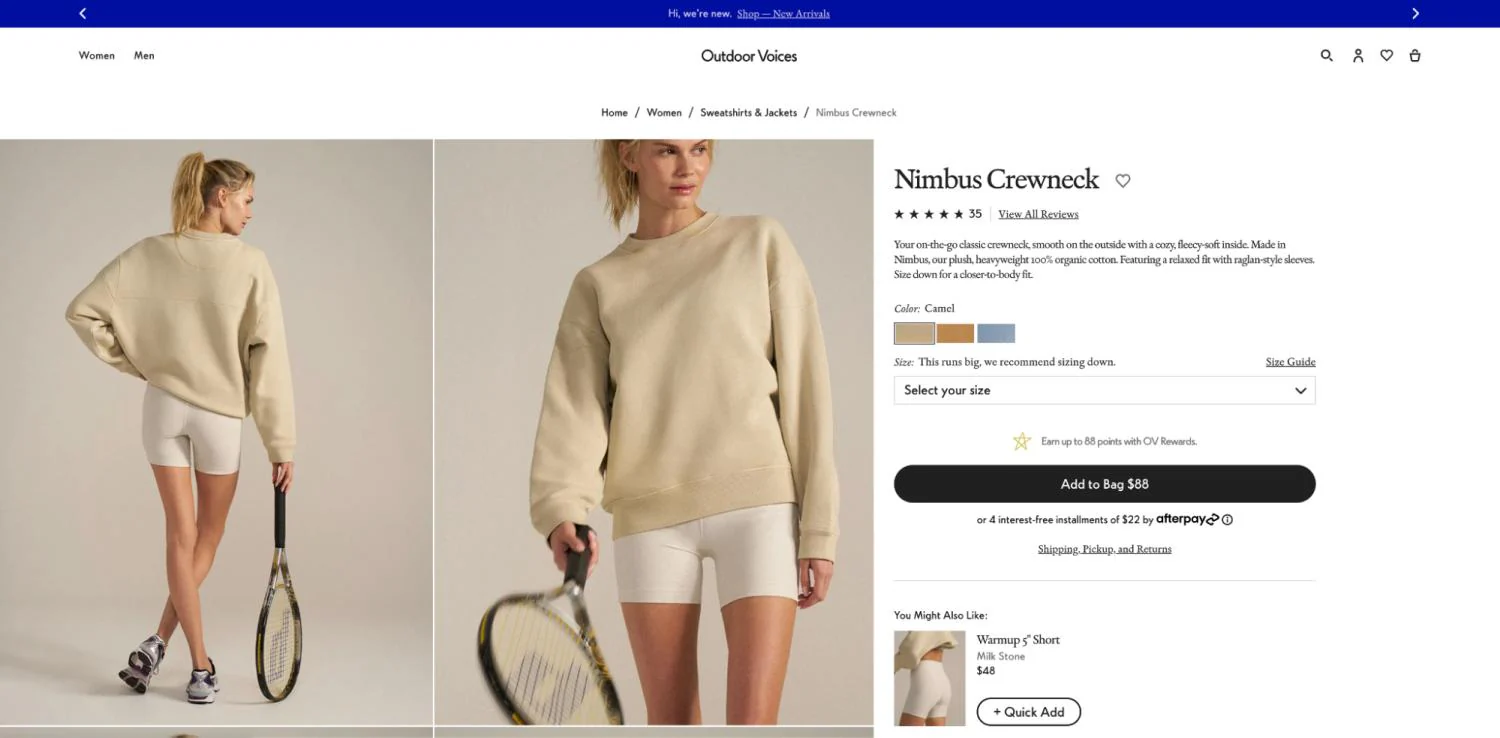 Hi, we're new. Shop — New Arrivals
Women Men
Outdoor Voices
Home / Women / Sweatshirts & Jackets / Nimbus Crewneck
Nimbus Crewneck
35 View All Reviews
Your on-the-go classic crewneck, smooth on the outside with a cozy, fleecy-soft inside. Made in
Nimbus, our plush, heavyweight 100% organic cotton. Featuring a relaxed fit with raglan-style sleeves.
Size down for a closer-to-body fit.
Color: Camel
Size: This runs big, we recommend sizing down. Size Guide
Select your size
Earn up to 88 points with OV Rewards.
Add to Bag $88
or 4 interest-free installments of $22 by afterpay
Shipping, Pickup, and Returns
You Might Also Like:
Warmup 5" Short
Milk Stone
$48
+ Quick Add